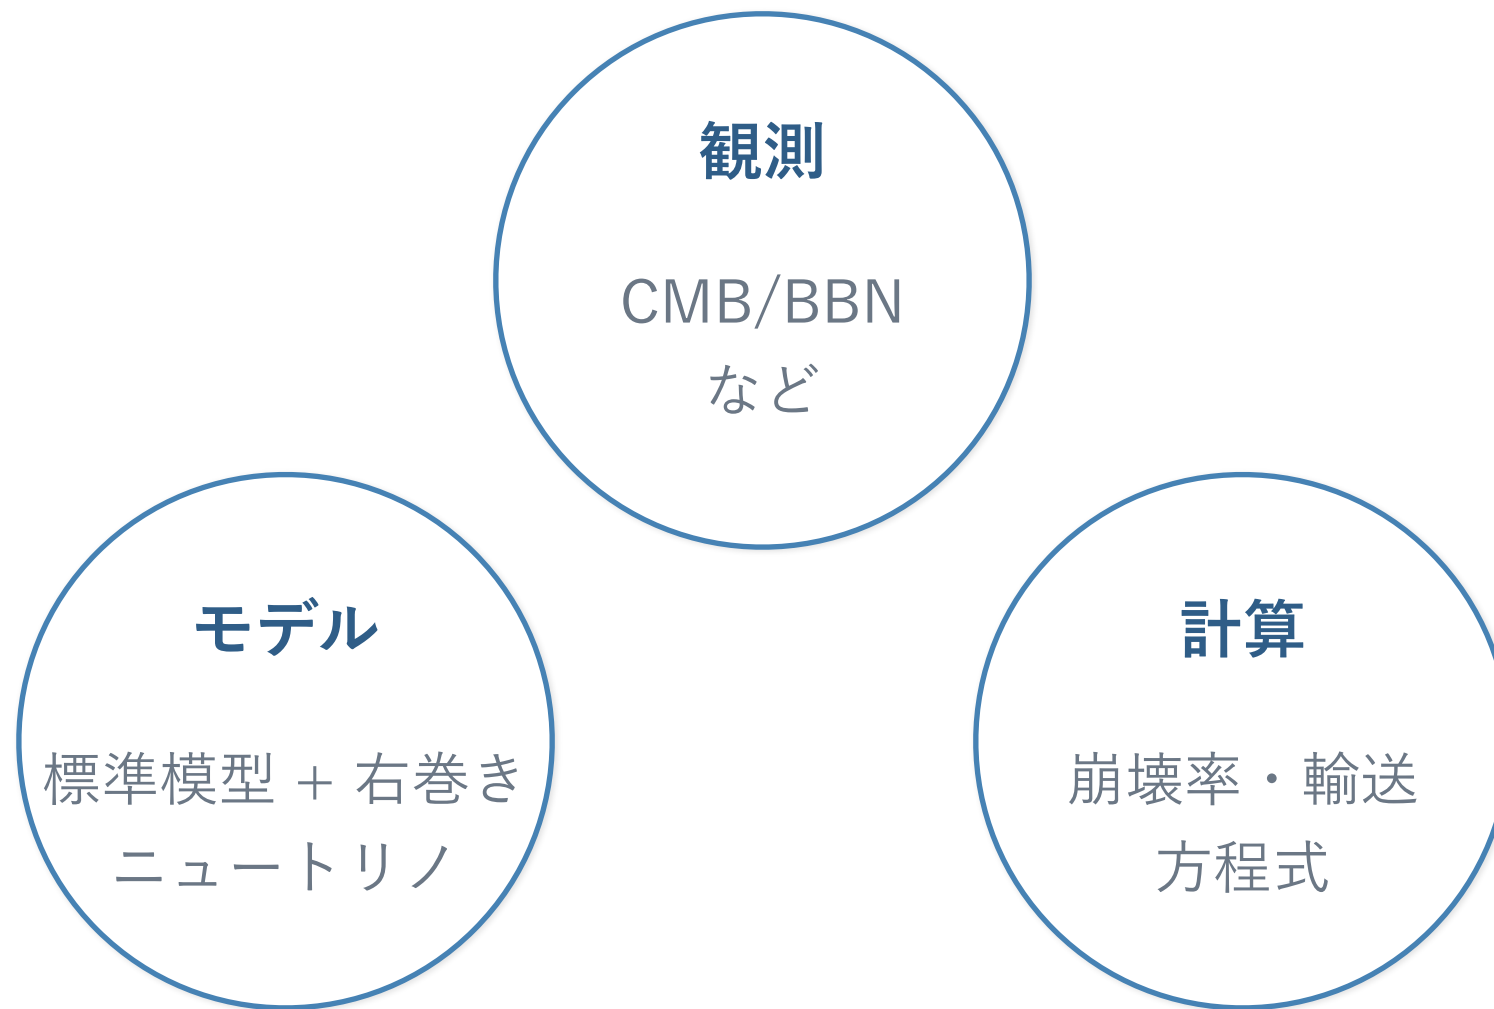 観測
CMB/BBN
など
モデル
標準模型 + 右巻き
ニュートリノ
計算
崩壊率・輸送
方程式